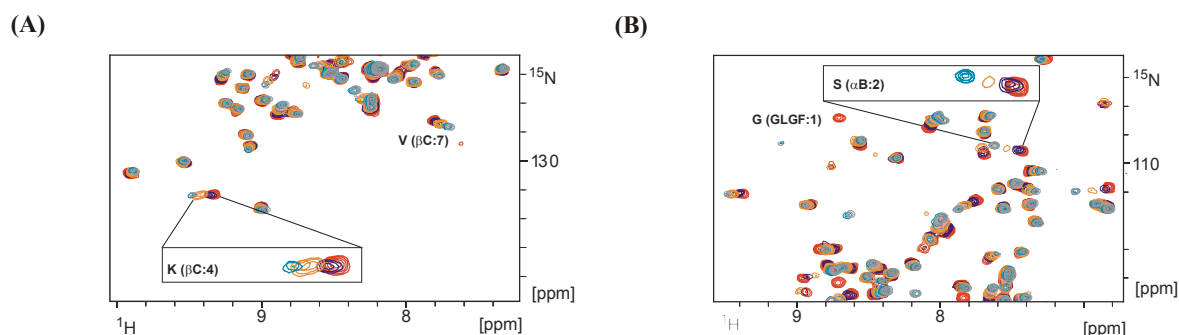 (A)
15N
V (βC:7)
130
K (βC:4)
[ppm]
1H
9
8
[ppm]
(B)
15N
S (αB:2)
G (GLGF:1)
110
[ppm]
1H
9
8
[ppm]